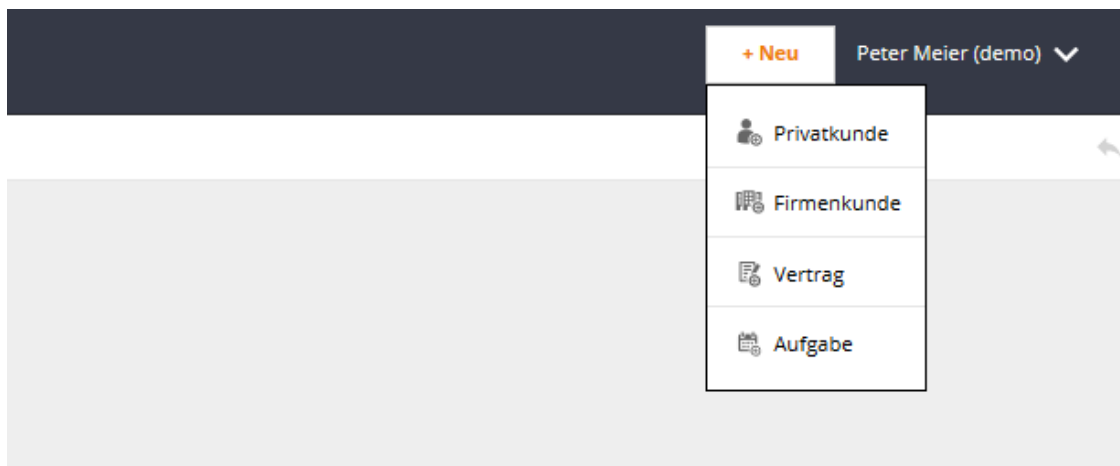 + Neu
Peter Meier (demo)
Privatkunde
Firmenkunde
Vertrag
Aufgabe